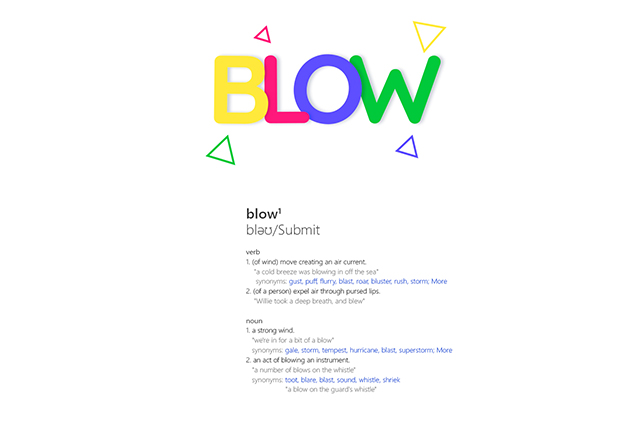 BLOW
blow¹
bləʊ/Submit
verb
1. (of wind) move creating an air current.
"a cold breeze was blowing in off the sea"
synonyms: gust, puff, flurry, blast, roar, bluster, rush, storm; More
2. (of a person) expel air through pursed lips.
"Willie took a deep breath, and blew"
noun
1. a strong wind.
"we're in for a bit of a blow"
synonyms: gale, storm, tempest, hurricane, blast, superstorm; More
2. an act of blowing an instrument.
"a number of blows on the whistle"
synonyms: toot, blare, blast, sound, whistle, shriek
"a blow on the guard's whistle"